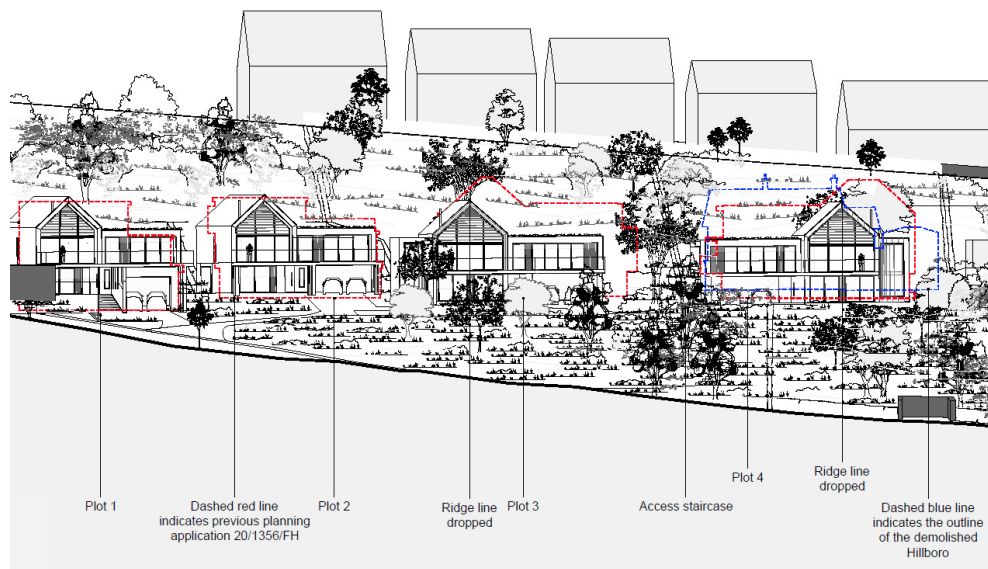 Plot 1
Dashed red line
indicates previous planning
application 20/1356/FH
Plot 2
Ridge line
dropped
Plot 3
Access staircase
Plot 4
Ridge line
dropped
Dashed blue line
indicates the outline
of the demolished
Hillboro